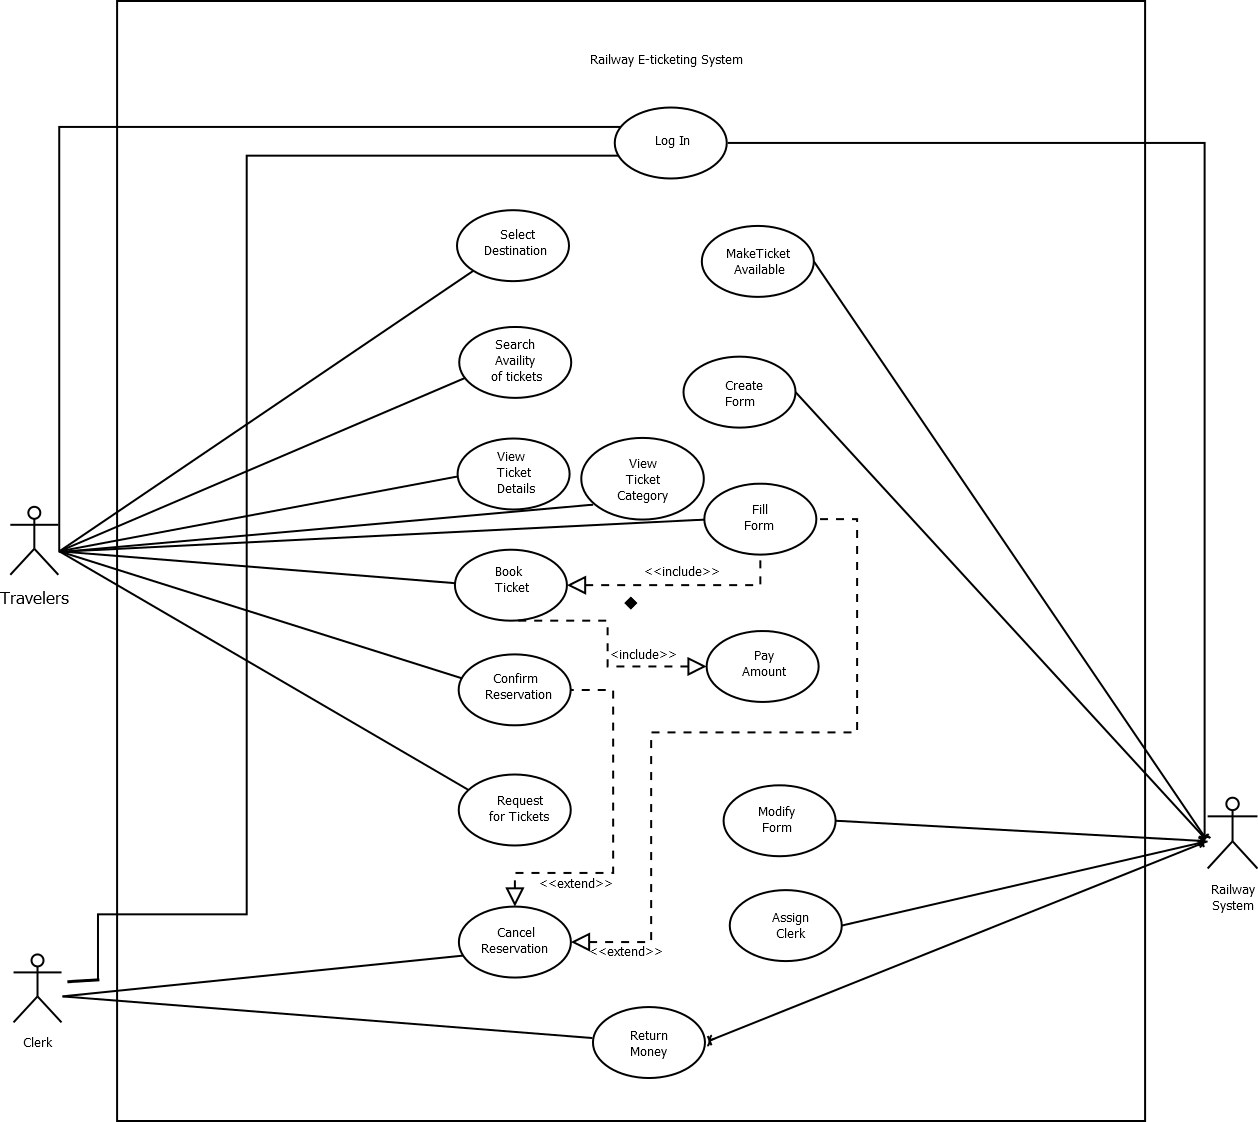 Railway E-ticketing System
Log In
Select
Destination
MakeTicket
Available
Search
Availity
of tickets
Create
Form
View
Ticket
Details
View
Ticket
Category
Fill
Form
Travelers
Book
Ticket
<<include>>
<include>>
Pay
Amount
Confirm
Reservation
Request
for Tickets
Modify
Form
<<extend>>
Railway
System
Cancel
Reservation
<<extend>>
Assign
Clerk
Clerk
Return
Money